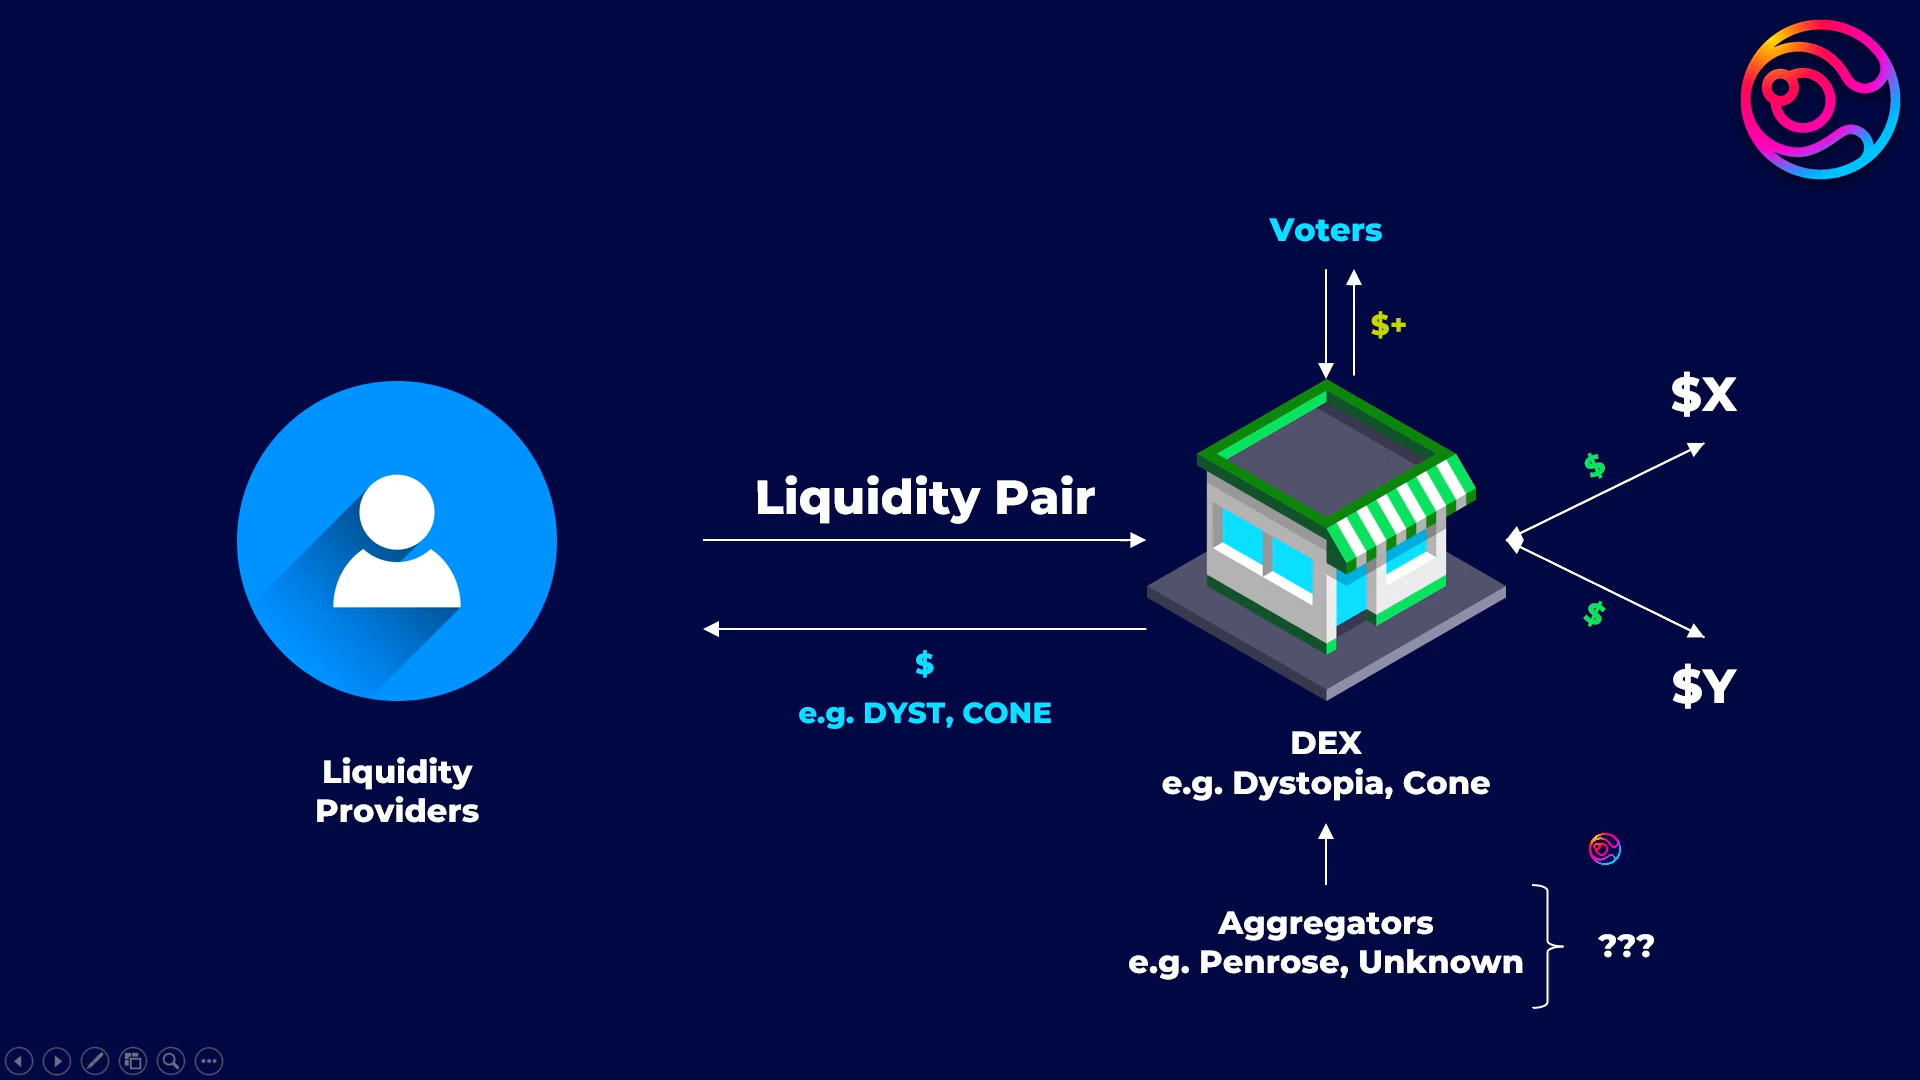 Voters
$+
$X
$
Liquidity Pair
$
$
e.g. DYST, CONE
$Y
DEX
e.g. Dystopia, Cone
Liquidity
Providers
Aggregators
e.g. Penrose, Unknown
???